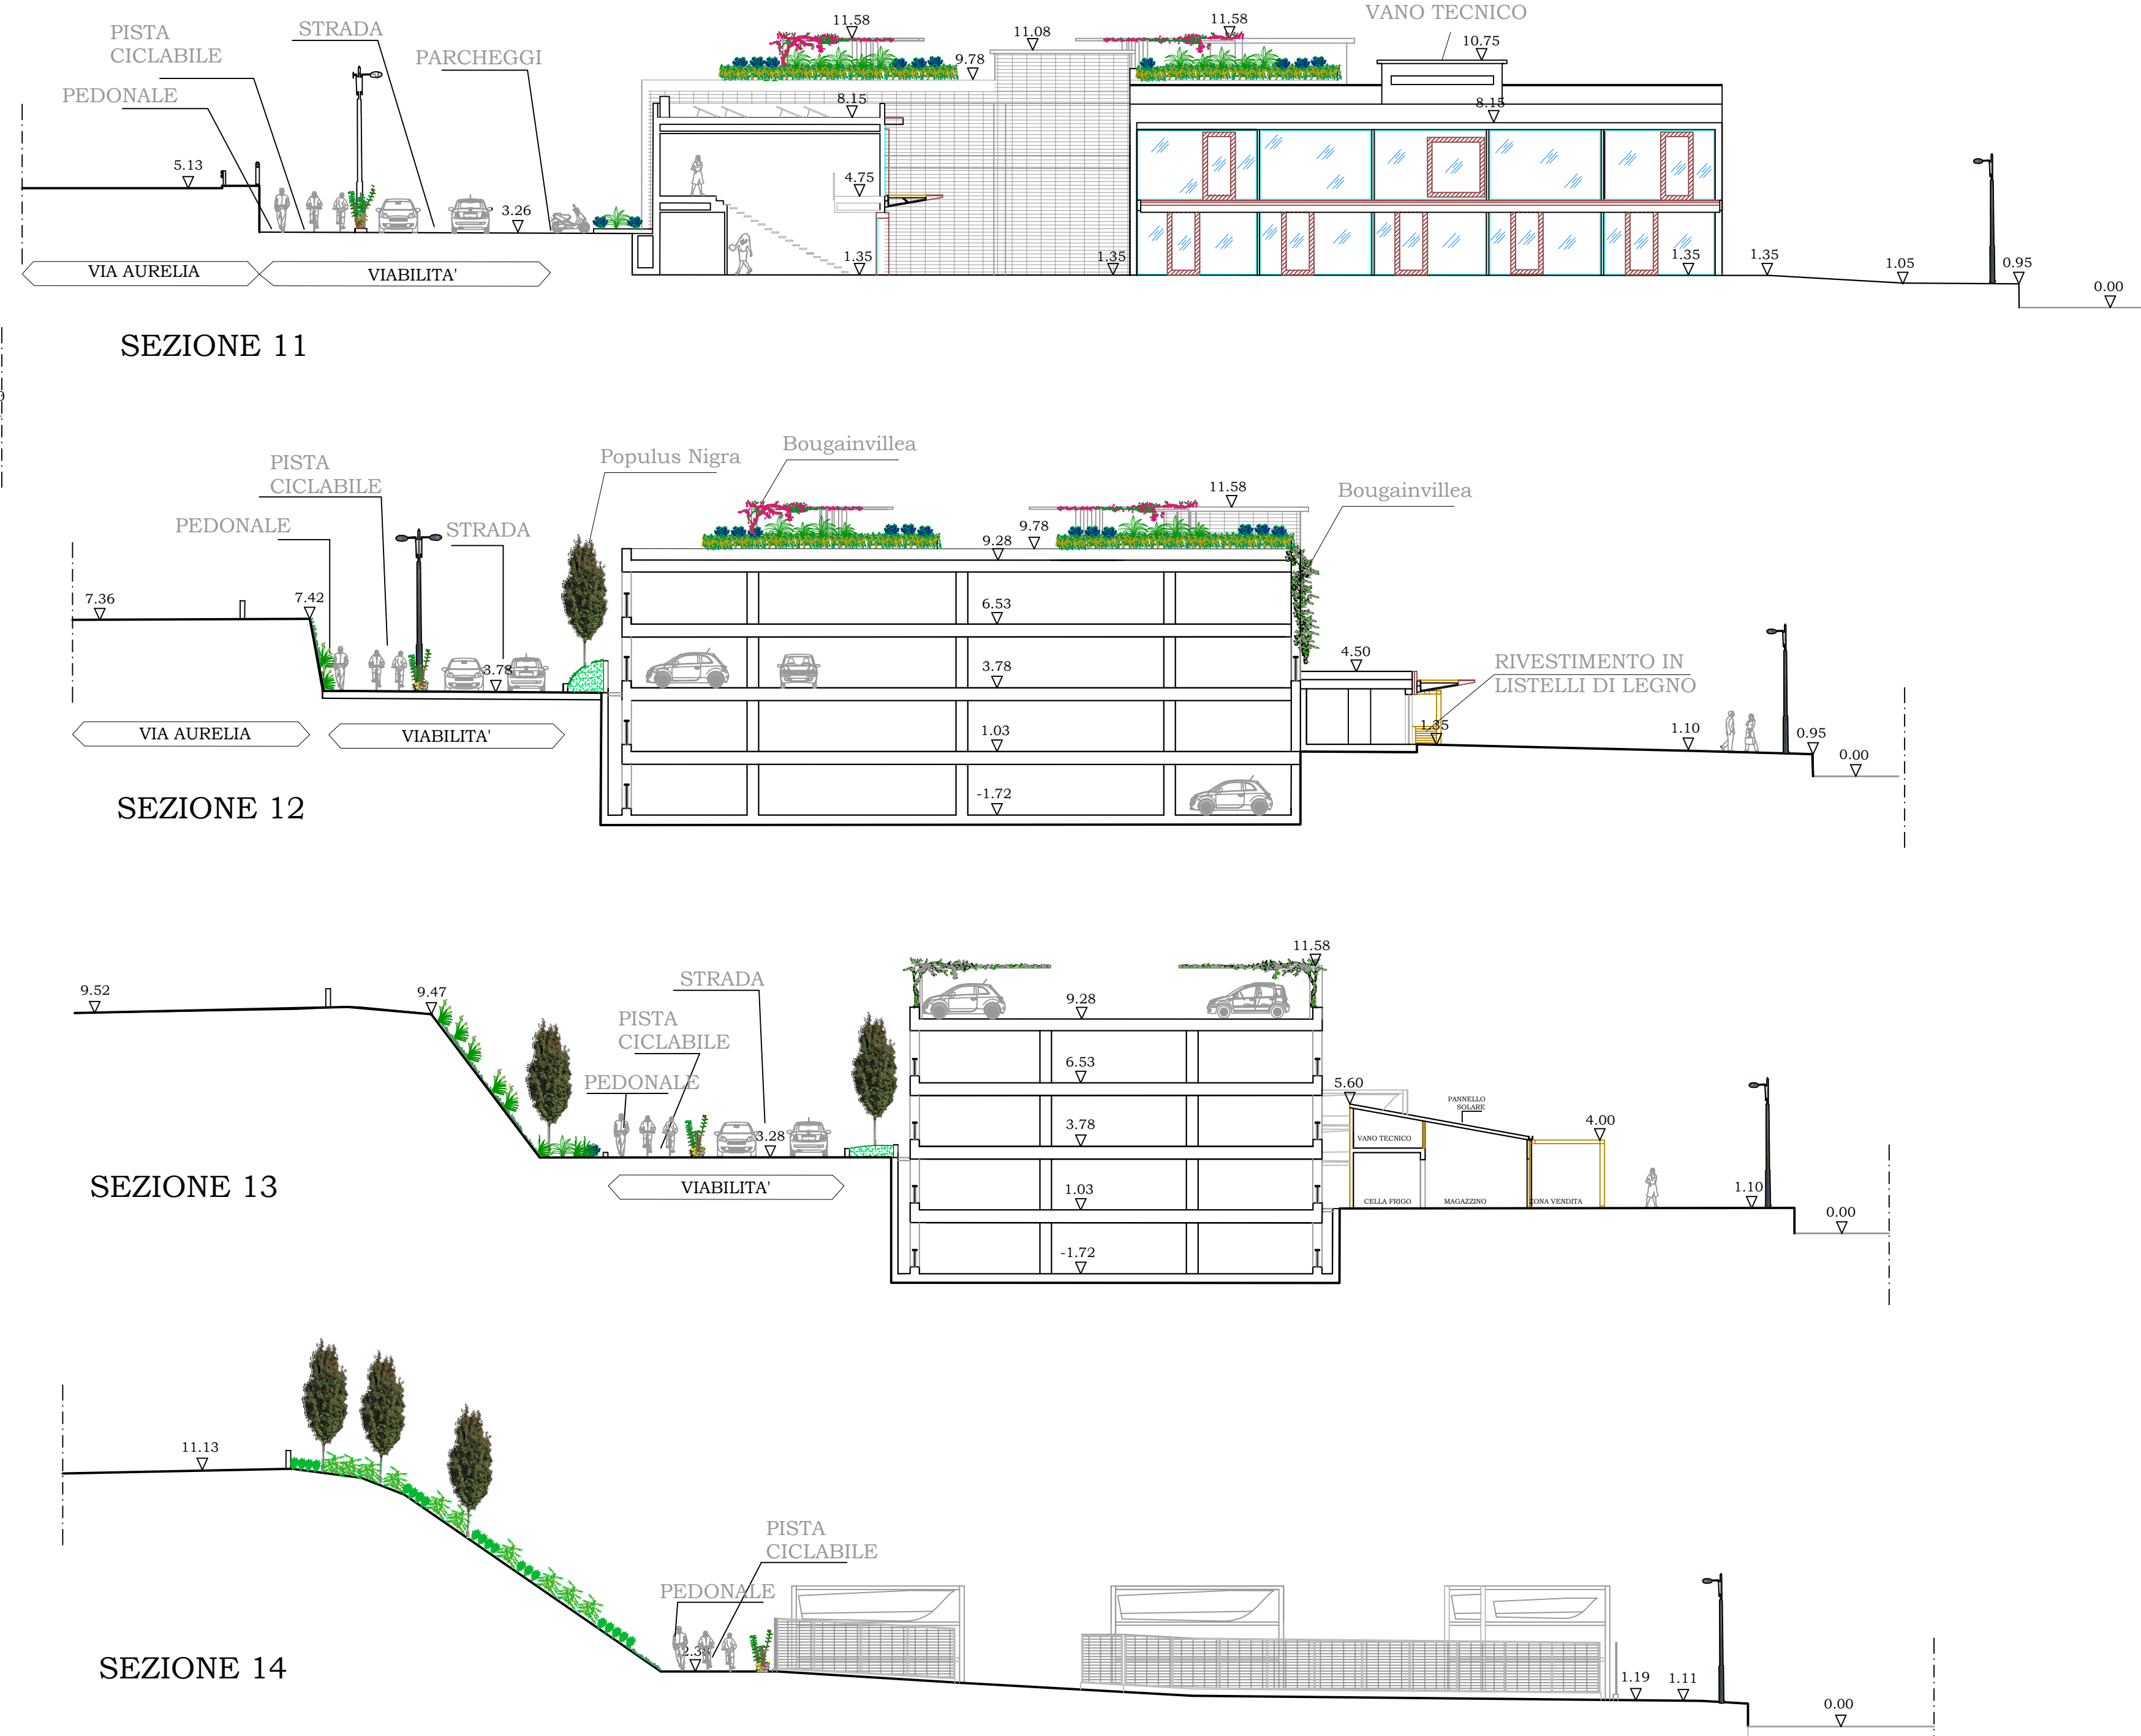 VANO TECNICO
11.58
11.58
PISTA
CICLABILE
STRADA
11.08
10.75
PARCHEGGI
9.78
PEDONALE
8.15
8.15
5.13
4.75
3.26
1.35
1.35
1.35
1.35
1.05
0.95
0.00
VIA AURELIA
VIABILITA'
SEZIONE 11
Bougainvillea
Populus Nigra
PISTA
CICLABILE
11.58
Bougainvillea
PEDONALE
STRADA
9.78
9.28
7.36
7.42
6.53
3.78
3.78
4.50
RIVESTIMENTO IN
LISTELLI DI LEGNO
1.35
1.10
0.95
0.00
VIA AURELIA
VIABILITA'
1.03
-1.72
SEZIONE 12
11.58
STRADA
9.52
9.47
9.28
PISTA
CICLABILE
6.53
PEDONALE
5.60
PANNELLO
SOLARE
3.28
3.78
4.00
VANO TECNICO
SEZIONE 13
VIABILITA'
1.03
CELLA FRIGO
MAGAZZINO
ZONA VENDITA
1.10
0.00
-1.72
11.13
PISTA
CICLABILE
PEDONALE
SEZIONE 14
1.19
1.11
0.00